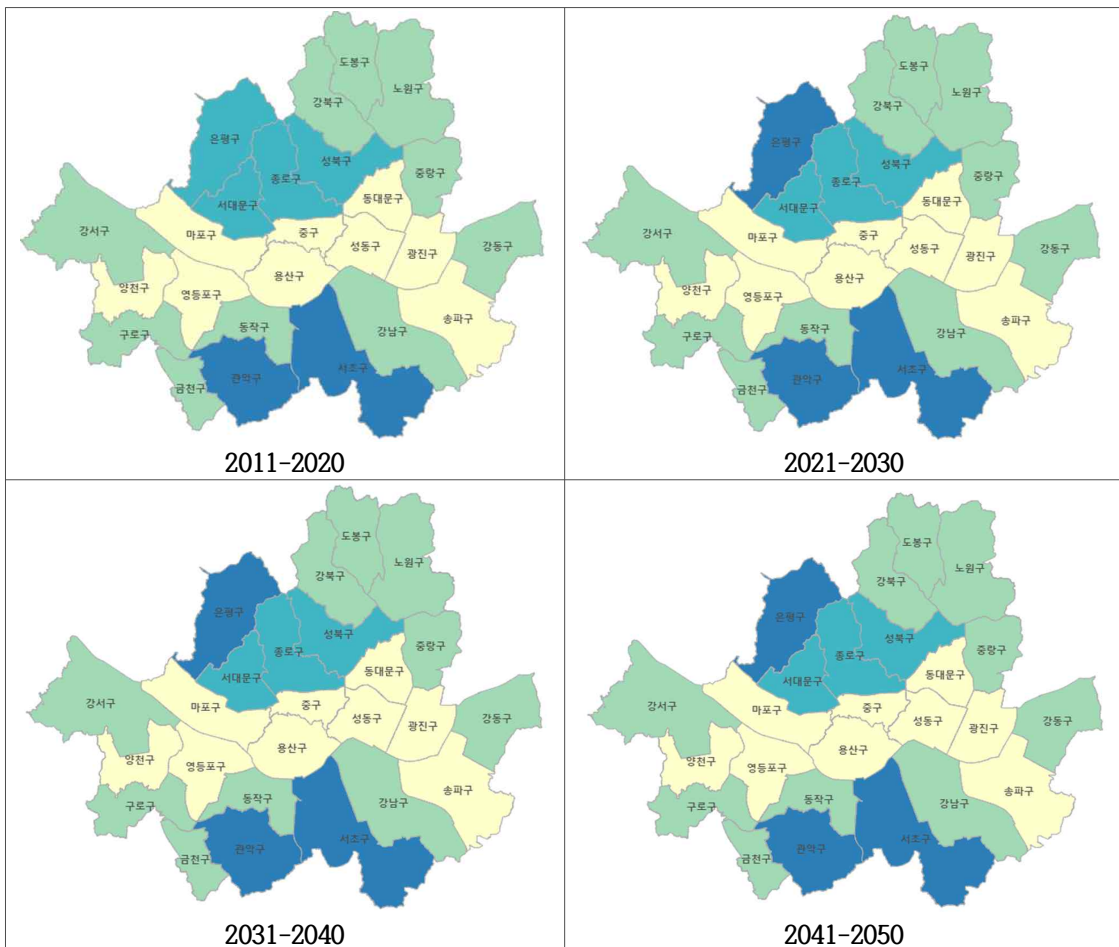 도봉구
노원구
강북구
은평구
성북구
중랑구
종로구
서대문구
동대문구
강서구
마포구
중구
성동구
광진구
강동구
용산구
양천구
영등포구
송파구
구로구
동작구
강남구
관악구
서초구
금천구
2011-2020
도봉구
노원구
강북구
은평구
성북구
중랑구
종로구
서대문구
동대문구
강서구
마포구
중구
성동구
광진구
강동구
용산구
양천구
영등포구
송파구
구로구
동작구
강남구
관악구
서초구
금천구
2021-2030
도봉구
노원구
강북구
은평구
성북구
중랑구
종로구
서대문구
동대문구
강서구
마포구
중구
성동구
광진구
강동구
용산구
양천구
영등포구
송파구
구로구
동작구
강남구
관악구
서초구
금천구
2031-2040
도봉구
노원구
강북구
은평구
성북구
중랑구
종로구
서대문구
동대문구
강서구
마포구
중구
성동구
광진구
강동구
용산구
양천구
영등포구
송파구
구로구
동작구
강남구
관악구
서초구
금천구
2041-2050